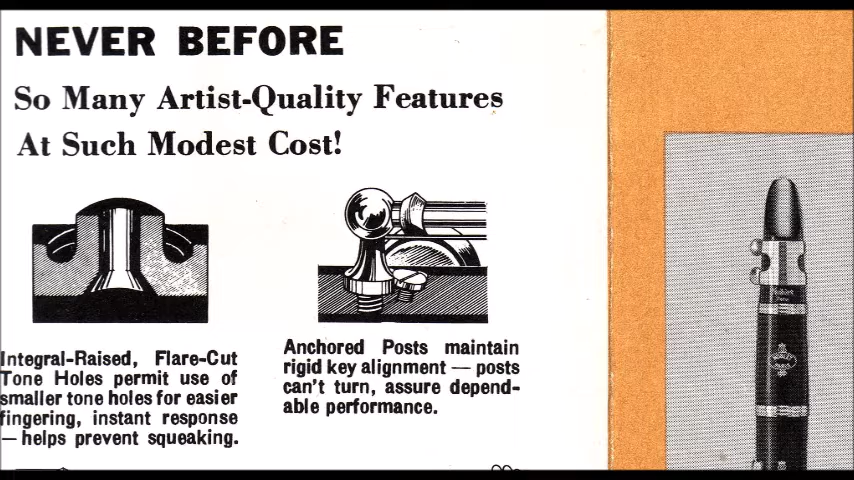 NEVER BEFORE
So Many Artist-Quality Features
At Such Modest Cost!
Integral-Raised, Flare-Cut
Tone Holes permit use of
smaller tone holes for easier
fingering, instant response
— helps prevent squeaking.
Anchored Posts maintain
rigid key alignment — posts
can't turn, assure depend-
able performance.